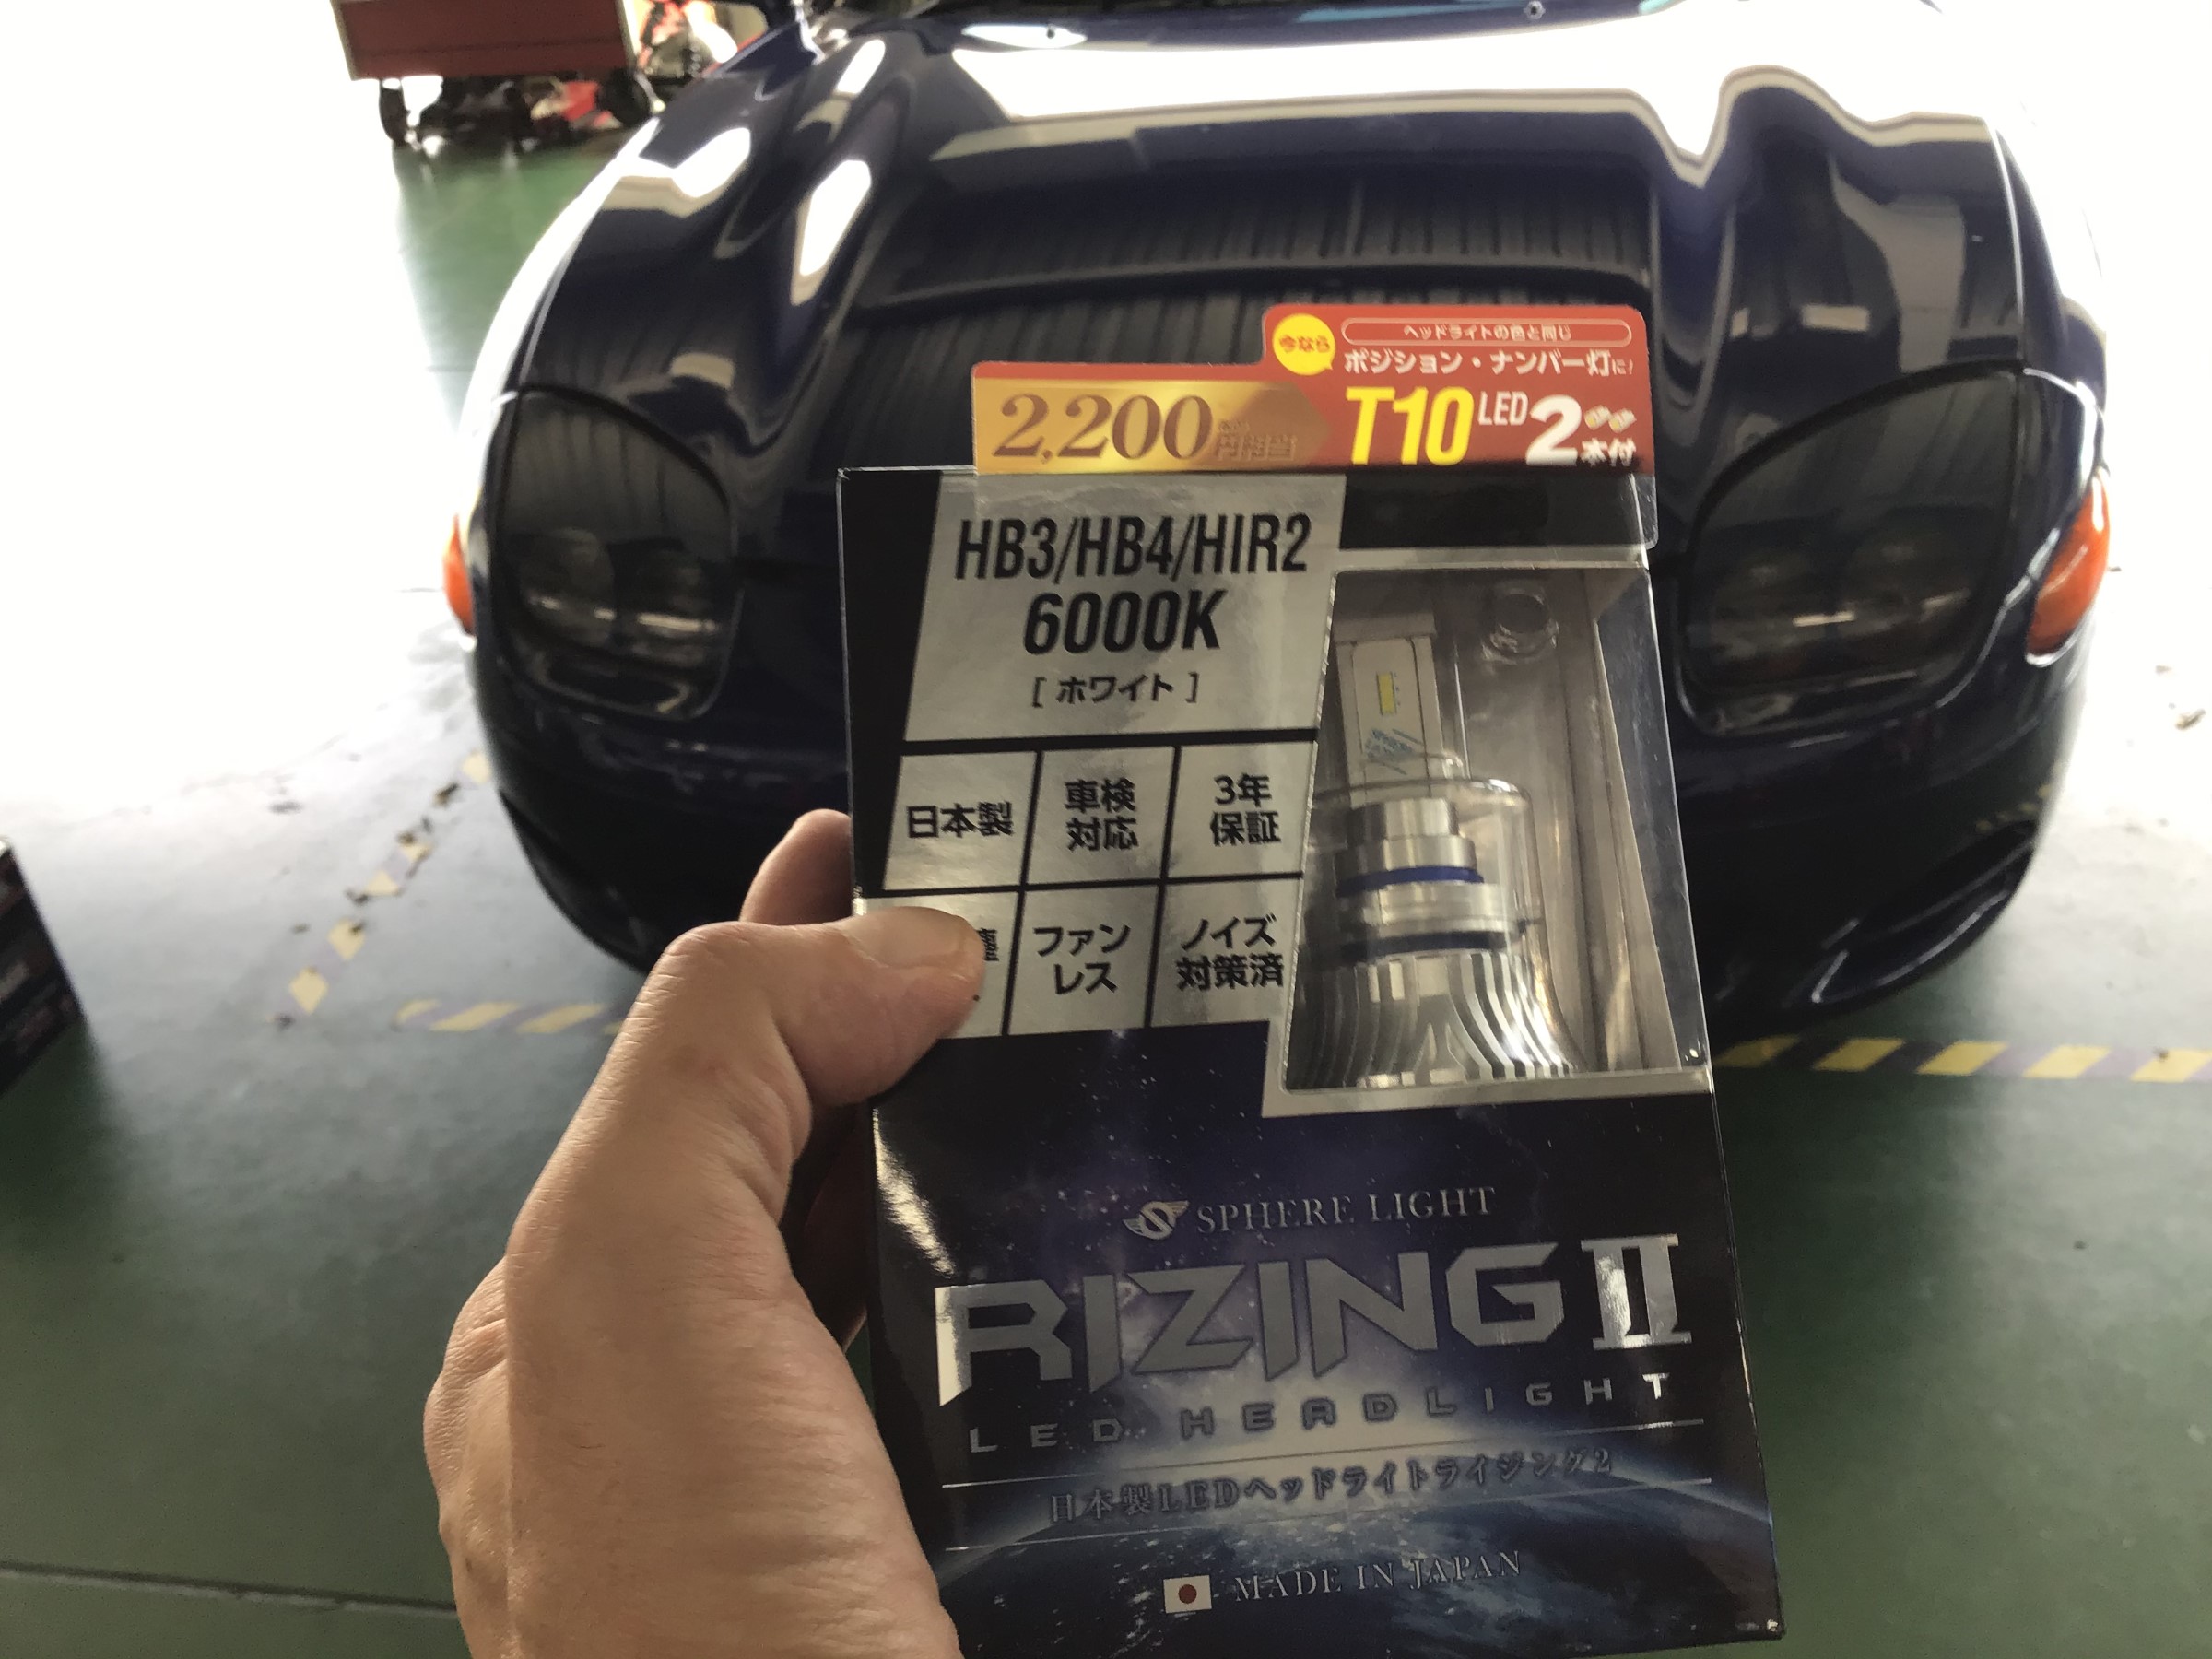 今なら
ヘッドライトの色と同じ
ポジション・ナンバー灯に!
2,200
円相当
T10 LED 2本付
HB3/HB4/HIR2
6000K
[ ホワイト ]
日本製
車検
対応
3年
保証
塵
ファン
レス
ノイズ
対策済
SPHERE LIGHT
RIZING II
LED HEADLIGHT
日本製LEDヘッドライトライジング2
MADE IN JAPAN